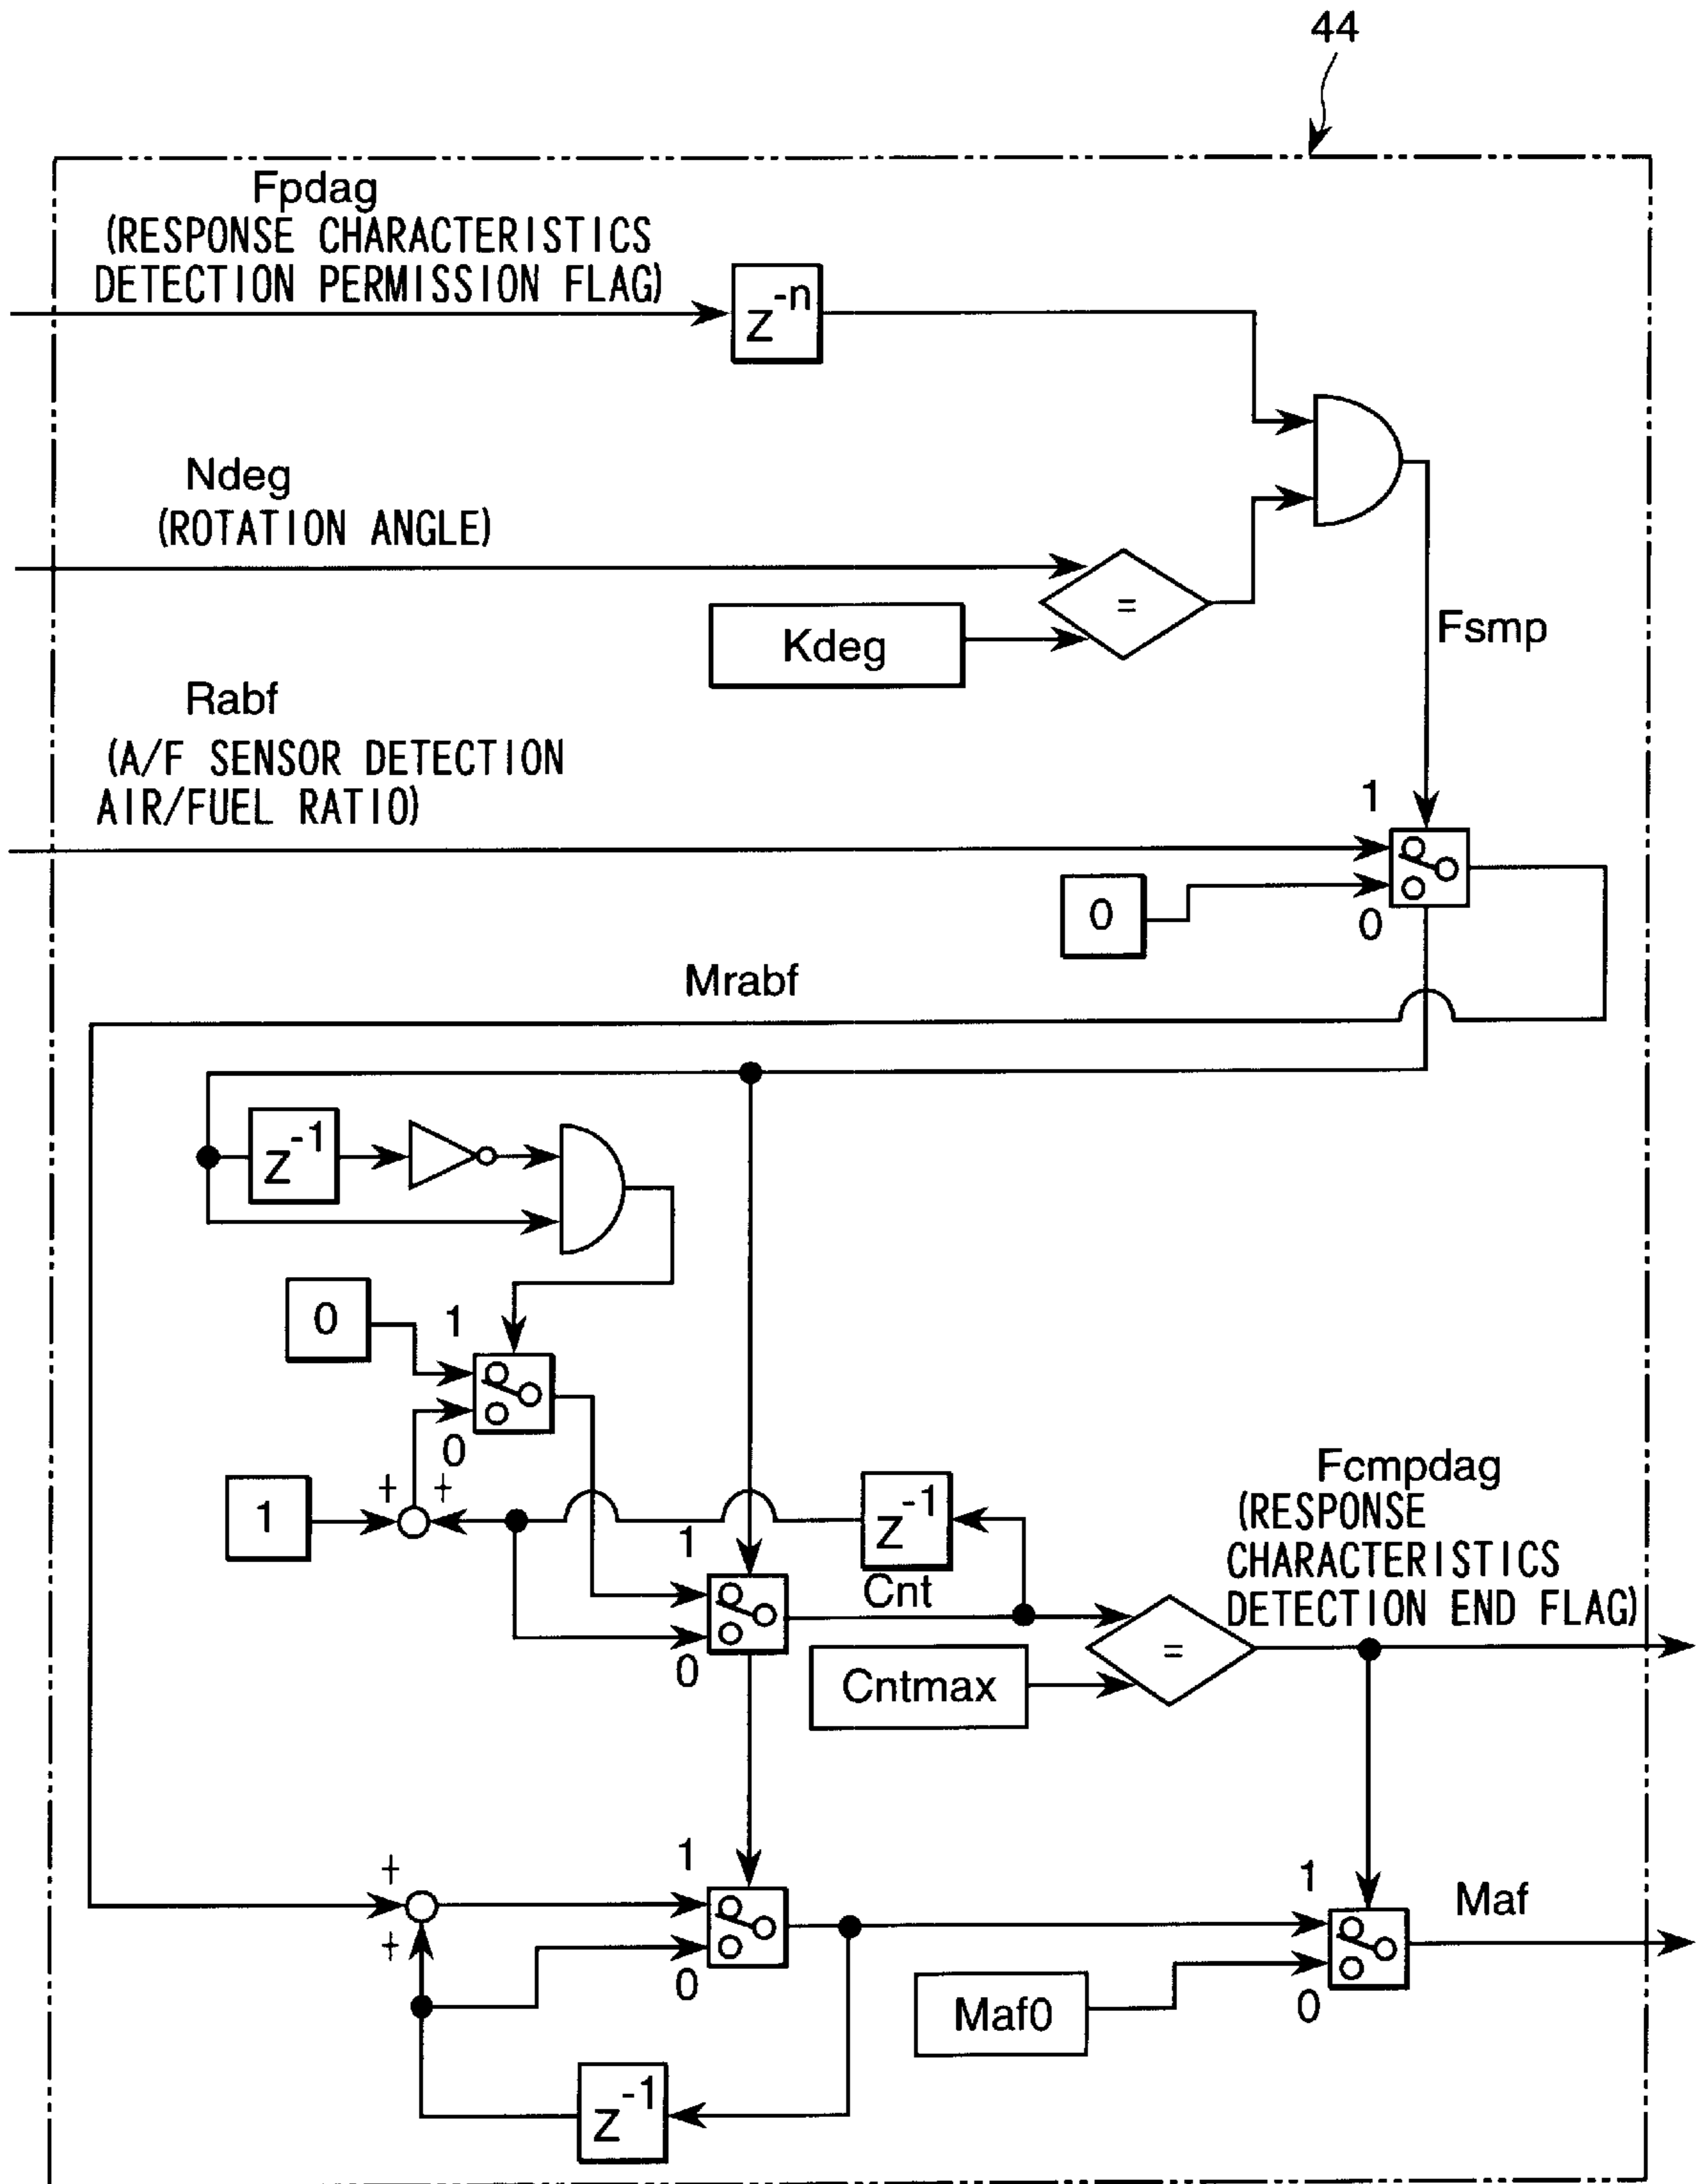 44
Fpdag
(RESPONSE CHARACTERISTICS
DETECTION PERMISSION FLAG)
z-n
Ndeg
(ROTATION ANGLE)
=
Kdeg
Fsmp
Rabf
(A/F SENSOR DETECTION
AIR/FUEL RATIO)
1
0
0
Mrabf
z-1
0
1
0
+ +
1
z-1
1
Cnt
0
Fcmpdag
(RESPONSE
CHARACTERISTICS
DETECTION END FLAG)
=
Cntmax
+
1
1
Maf
+
0
Maf0
0
z-1